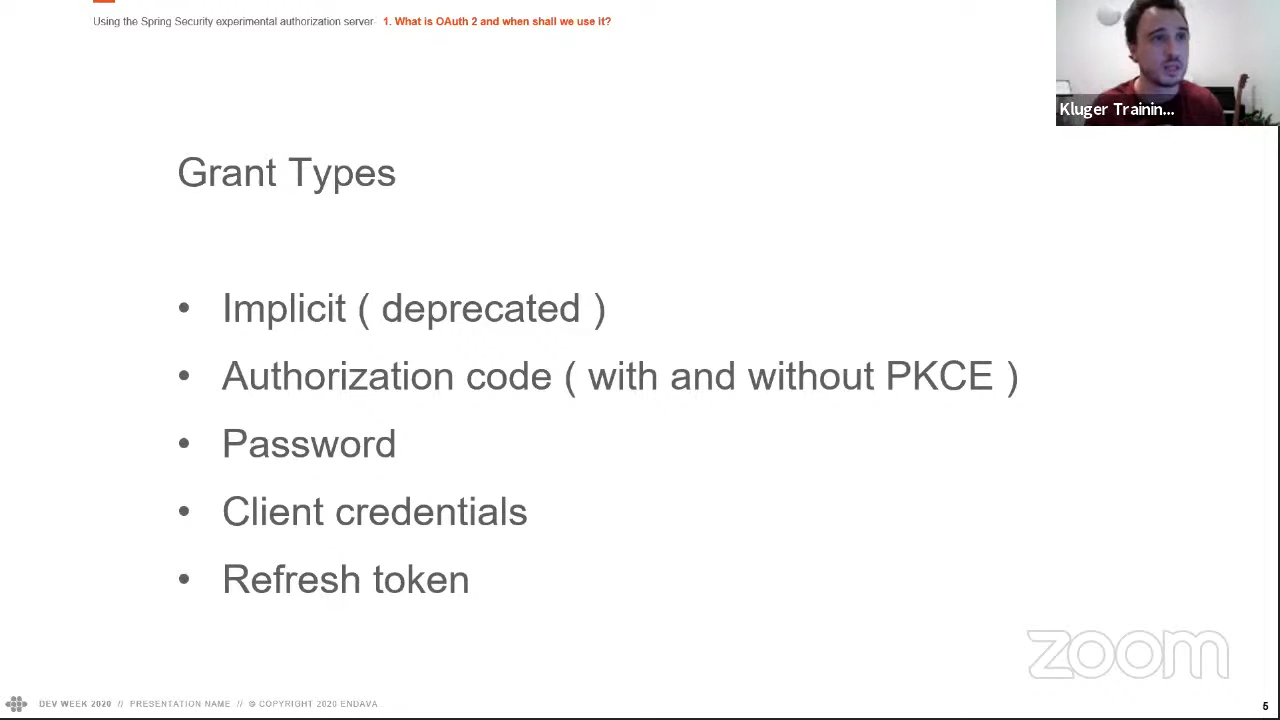 Using the Spring Security experimental authorization server 1. What is OAuth 2 and when shall we use it?
Kluger Trainin...
Grant Types
• Implicit ( deprecated )
• Authorization code ( with and without PKCE )
• Password
• Client credentials
• Refresh token
zoom
DEV WEEK 2020 // PRESENTATION NAME // © COPYRIGHT 2020 ENDAVA
5